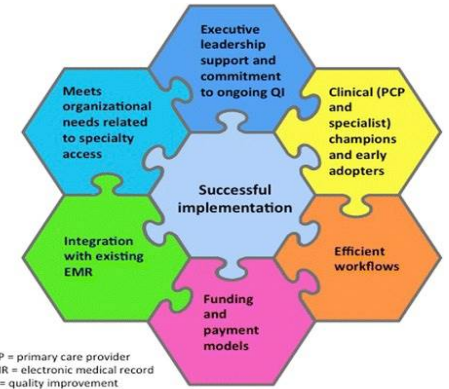 Executive
leadership
support and
commitment
to ongoing QI
Clinical (PCP
and
specialist)
champions
and early
adopters
Efficient
workflows
Funding
and
payment
models
Integration
with existing
EMR
Meets
organizational
needs related
to specialty
access
Successful
implementation
P = primary care provider
R = electronic medical record
= quality improvement